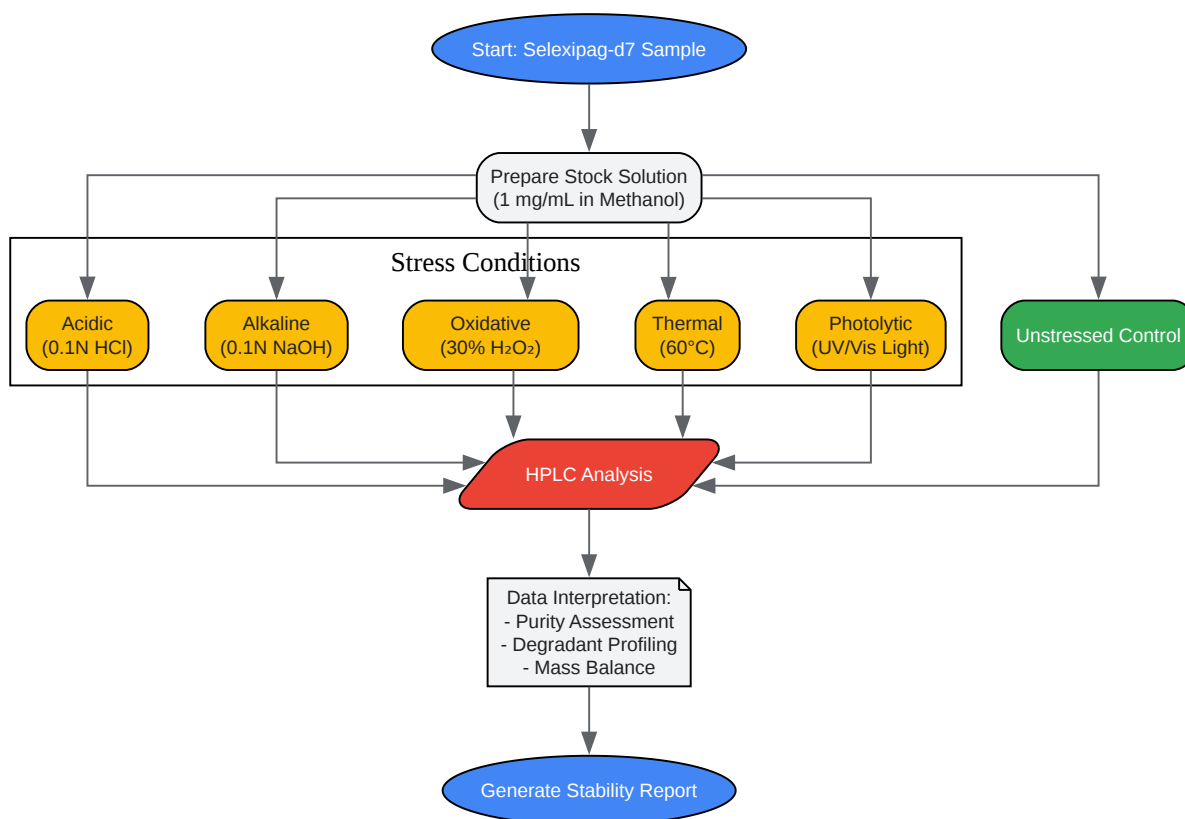 Start: Selexipag-d7 Sample
Prepare Stock Solution
(1 mg/mL in Methanol)
Stress Conditions
Acidic
(0.1N HCl)
Alkaline
(0.1N NaOH)
Oxidative
(30% H₂O₂)
Thermal
(60°C)
Photolytic
(UV/Vis Light)
Unstressed Control
HPLC Analysis
Data Interpretation:
- Purity Assessment
- Degradant Profiling
- Mass Balance
Generate Stability Report